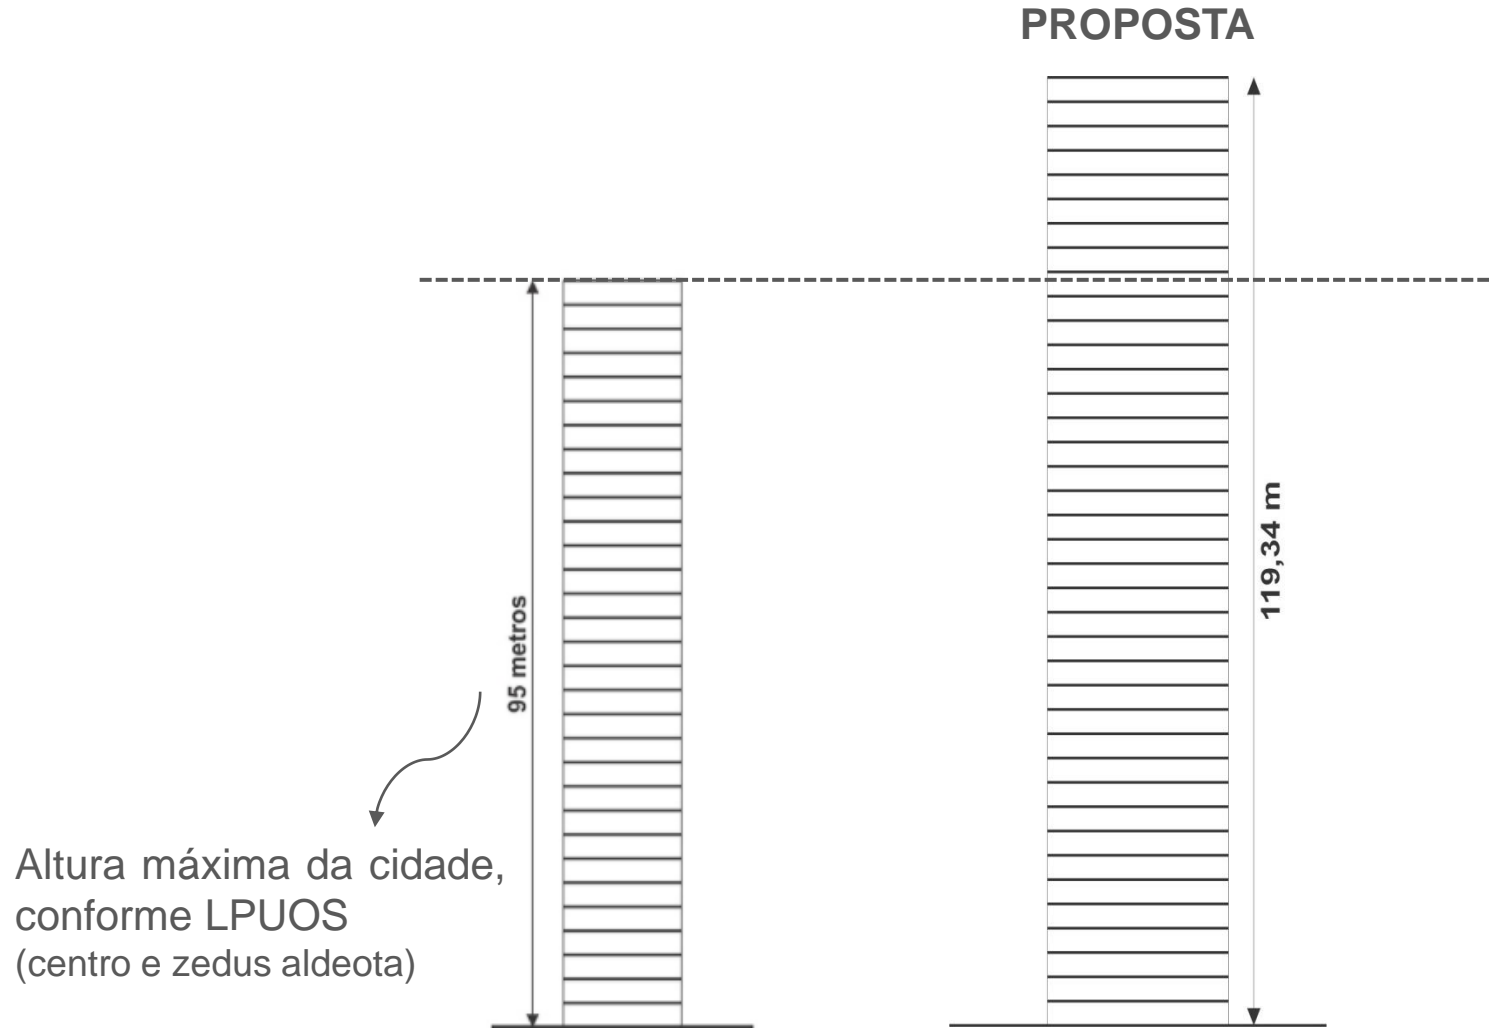 PROPOSTA
95 metros
119,34 m
Altura máxima da cidade,
conforme LPUOS
(centro e zedus aldeota)